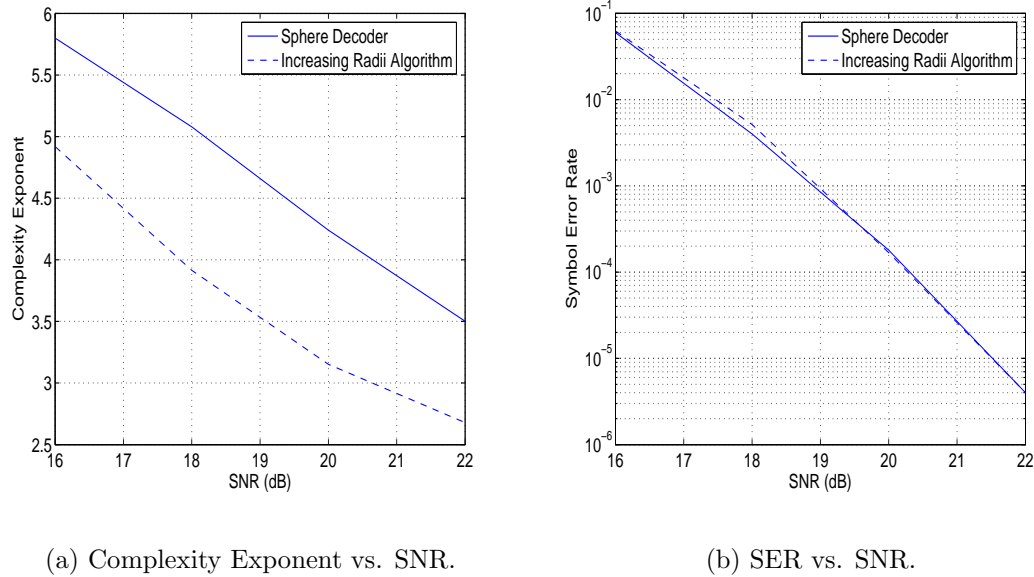 6
5.5
5
4.5
4
3.5
3
2.5
Complexity Exponent
Sphere Decoder
Increasing Radii Algorithm
16 17 18 19 20 21 22
SNR (dB)
(a) Complexity Exponent vs. SNR.
10^-1
10^-2
10^-3
10^-4
10^-5
10^-6
Symbol Error Rate
Sphere Decoder
Increasing Radii Algorithm
16 17 18 19 20 21 22
SNR (dB)
(b) SER vs. SNR.